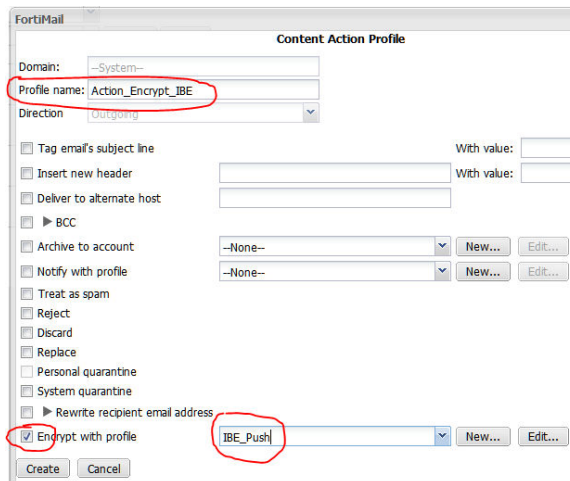 FortiMail
Content Action Profile
Domain: --System--
Profile name: Action_Encrypt_IBE
Direction Outgoing
Tag email's subject line With value:
Insert new header With value:
Deliver to alternate host
BCC
Archive to account --None-- New... Edit...
Notify with profile --None-- New... Edit...
Treat as spam
Reject
Discard
Replace
Personal quarantine
System quarantine
Rewrite recipient email address
Encrypt with profile IBE_Push New... Edit...
Create Cancel